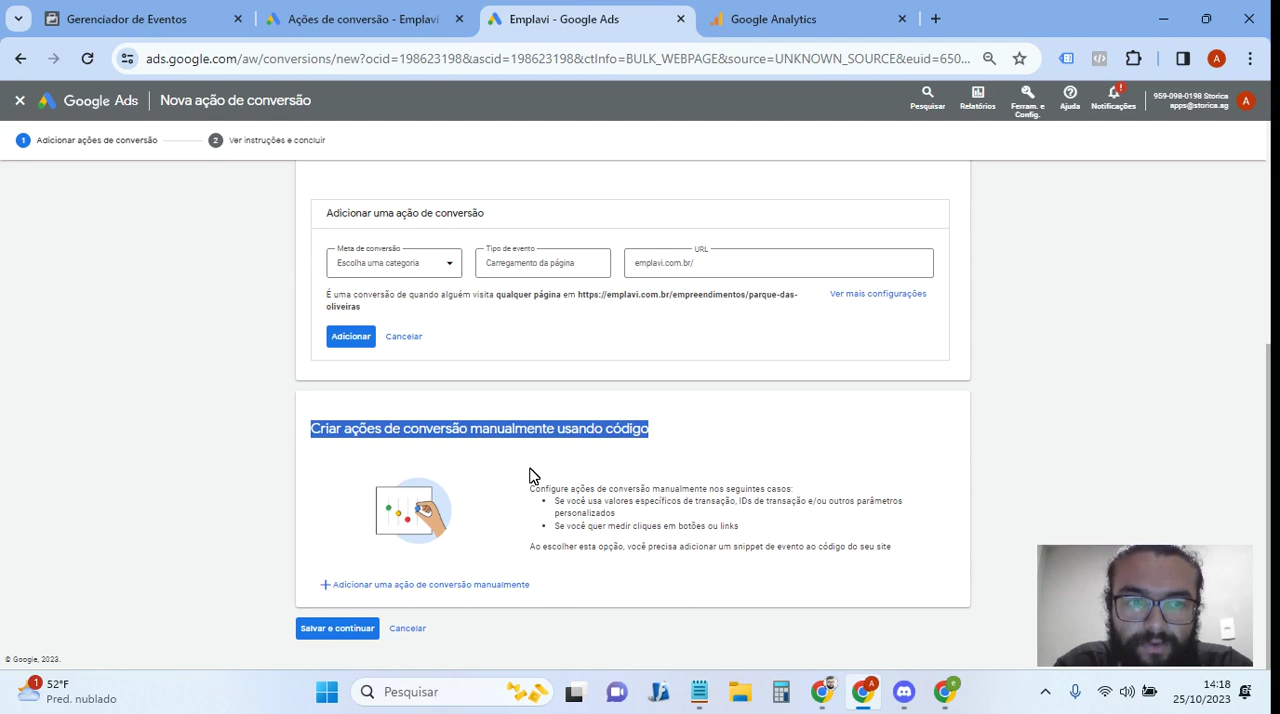 Gerenciador de Eventos
Ações de conversão - Emplavi
Emplavi - Google Ads
Google Analytics
ads.google.com/aw/conversions/new?ocid=198623198&ascid=198623198&ctInfo=BULK_WEBPAGE&source=UNKNOWN_SOURCE&euid=650...
A
Google Ads
Nova ação de conversão
Pesquisar
Relatórios
Ferram. e
Config.
Ajuda
!
Notificações
959-098-0198 Storica
apps@storica.ag
A
1 Adicionar ações de conversão
2 Ver instruções e concluir
Adicionar uma ação de conversão
Meta de conversão
Escolha uma categoria
Tipo de evento
Carregamento da página
URL
emplavi.com.br/
É uma conversão de quando alguém visita qualquer página em https://emplavi.com.br/empreendimentos/parque-das-
oliveiras
Ver mais configurações
Adicionar
Cancelar
Criar ações de conversão manualmente usando código
Configure ações de conversão manualmente nos seguintes casos:
• Se você usa valores específicos de transação, IDs de transação e/ou outros parâmetros
personalizados
• Se você quer medir cliques em botões ou links
Ao escolher esta opção, você precisa adicionar um snippet de evento ao código do seu site
+ Adicionar uma ação de conversão manualmente
Salvar e continuar
Cancelar
© Google, 2023.
1
52°F
Pred. nublado
Pesquisar
A
e
14:18
25/10/2023